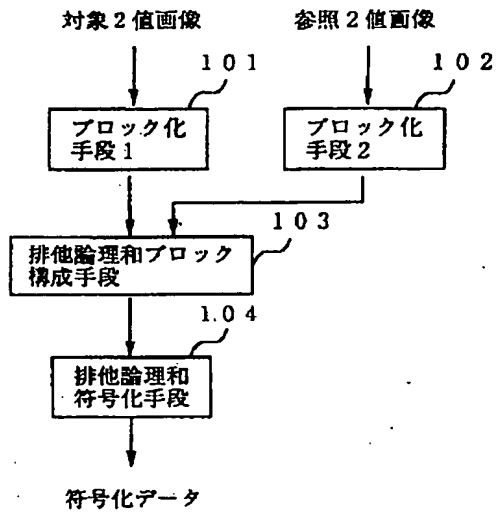 対象2値画像
参照2値画像
101
102
ブロック化
手段1
ブロック化
手段2
103
排他論理和ブロック
構成手段
104
排他論理和
符号化手段
符号化データ